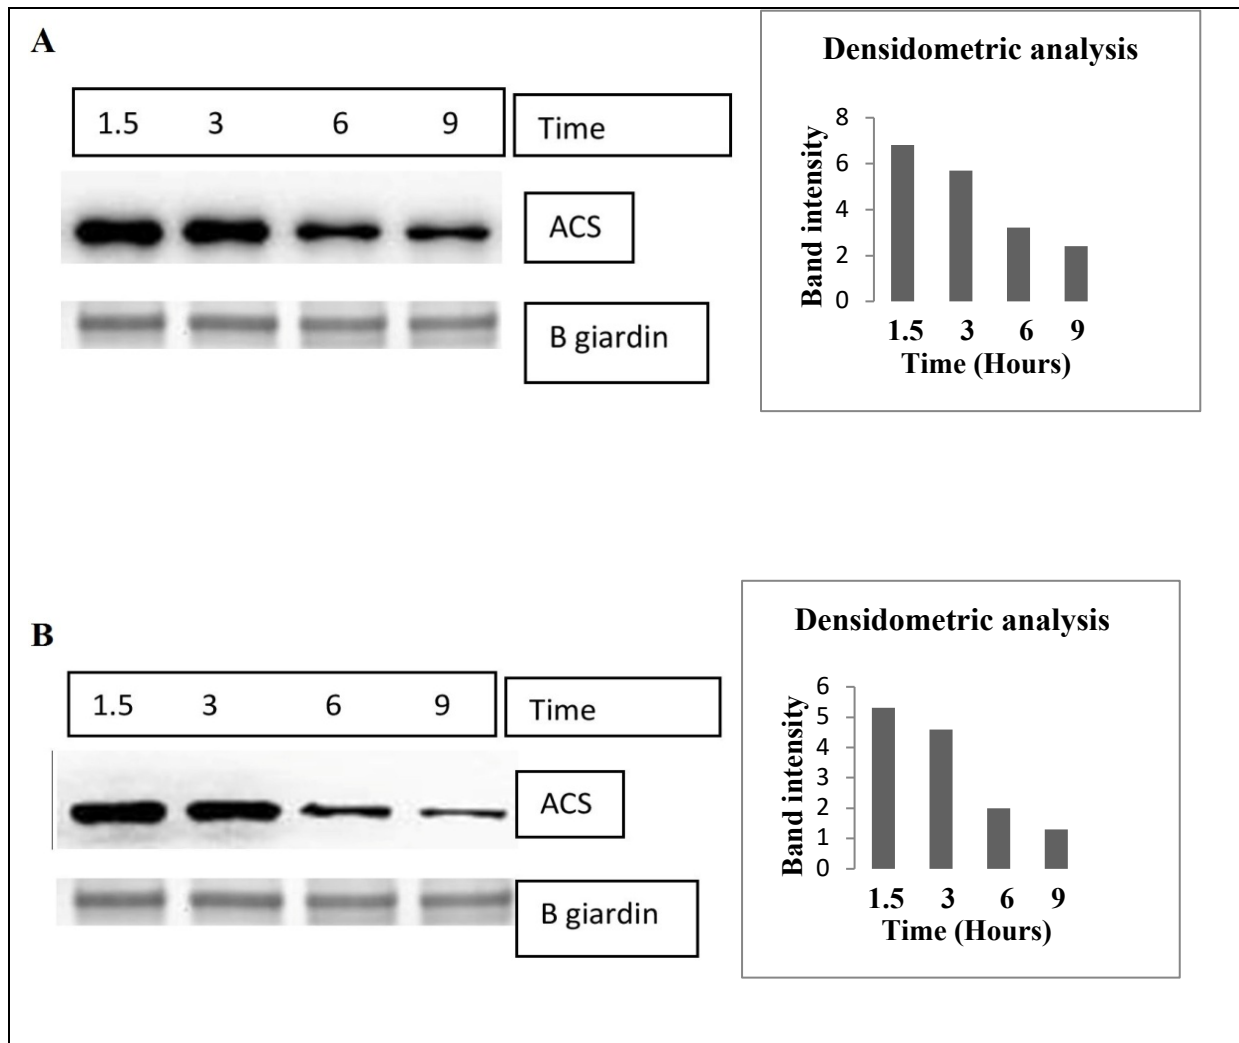 A
1.5 3 6 9 Time
ACS
B giardin
Densidometric analysis
Band intensity
8
6
4
2
0
1.5 3 6 9
Time (Hours)
B
1.5 3 6 9 Time
ACS
B giardin
Densidometric analysis
Band intensity
6
5
4
3
2
1
0
1.5 3 6 9
Time (Hours)